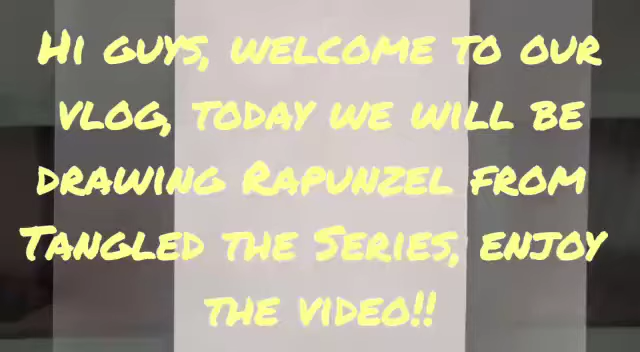 Hi guys, welcome to our
vlog, today we will be
drawing Rapunzel from
Tangled the Series, enjoy
the video!!